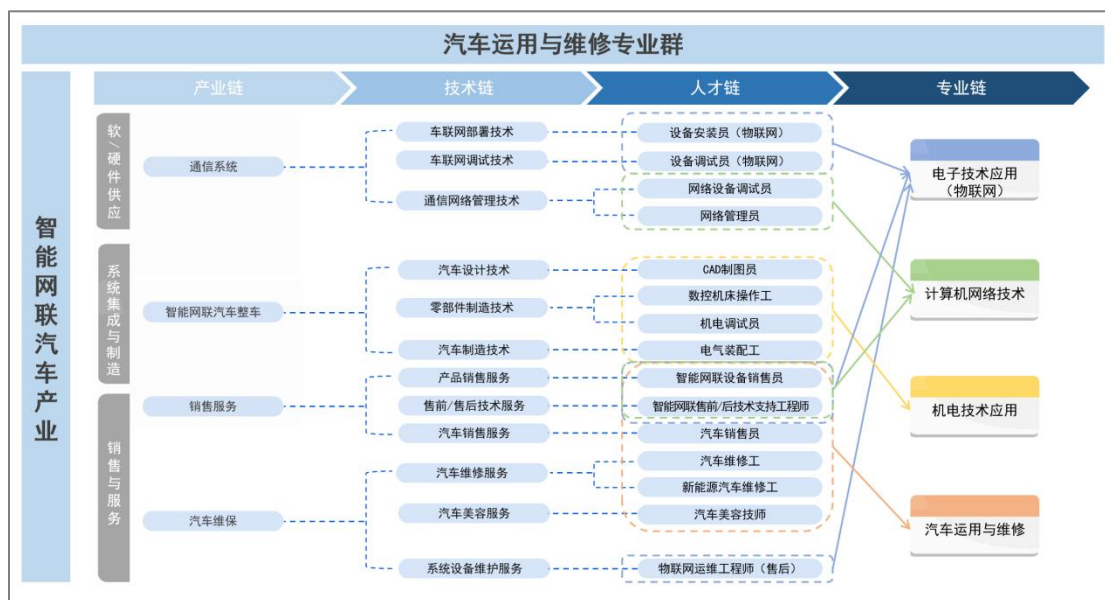 汽车运用与维修专业群
智能网联汽车产业
产业链
技术链
人才链
专业链
软/硬件供应
系统集成与制造
销售与服务
通信系统
智能网联汽车整车
销售服务
汽车维保
车联网部署技术
车联网调试技术
通信网络管理技术
汽车设计技术
零部件制造技术
汽车制造技术
产品销售服务
售前/售后技术服务
汽车销售服务
汽车维修服务
汽车美容服务
系统设备维护服务
设备安装员（物联网）
设备调试员（物联网）
网络设备调试员
网络管理员
CAD制图员
数控机床操作工
机电调试员
电气装配工
智能网联设备销售员
智能网联售前/后技术支持工程师
汽车销售员
汽车维修工
新能源汽车维修工
汽车美容技师
物联网运维工程师（售后）
电子技术应用
（物联网）
计算机网络技术
机电技术应用
汽车运用与维修